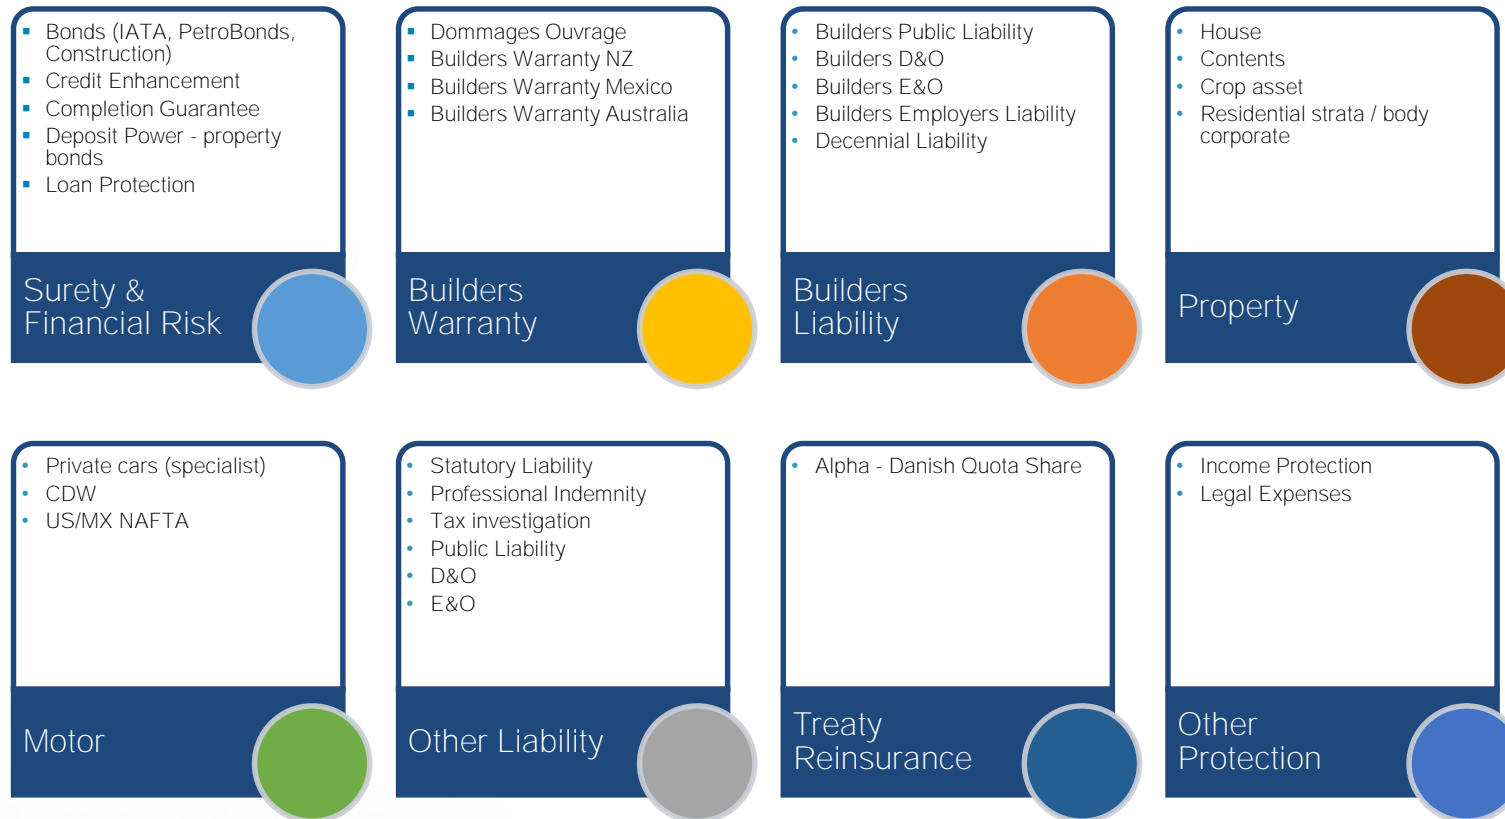 Bonds (IATA, PetroBonds,
Construction)
Credit Enhancement
Completion Guarantee
Deposit Power - property
bonds
Loan Protection
Surety &
Financial Risk
Dommages Ouvrage
Builders Warranty NZ
Builders Warranty Mexico
Builders Warranty Australia
Builders
Warranty
Builders Public Liability
Builders D&O
Builders E&O
Builders Employers Liability
Decennial Liability
Builders
Liability
House
Contents
Crop asset
Residential strata / body
corporate
Property
Private cars (specialist)
CDW
US/MX NAFTA
Motor
Statutory Liability
Professional Indemnity
Tax investigation
Public Liability
D&O
E&O
Other Liability
Alpha - Danish Quota Share
Treaty
Reinsurance
Income Protection
Legal Expenses
Other
Protection